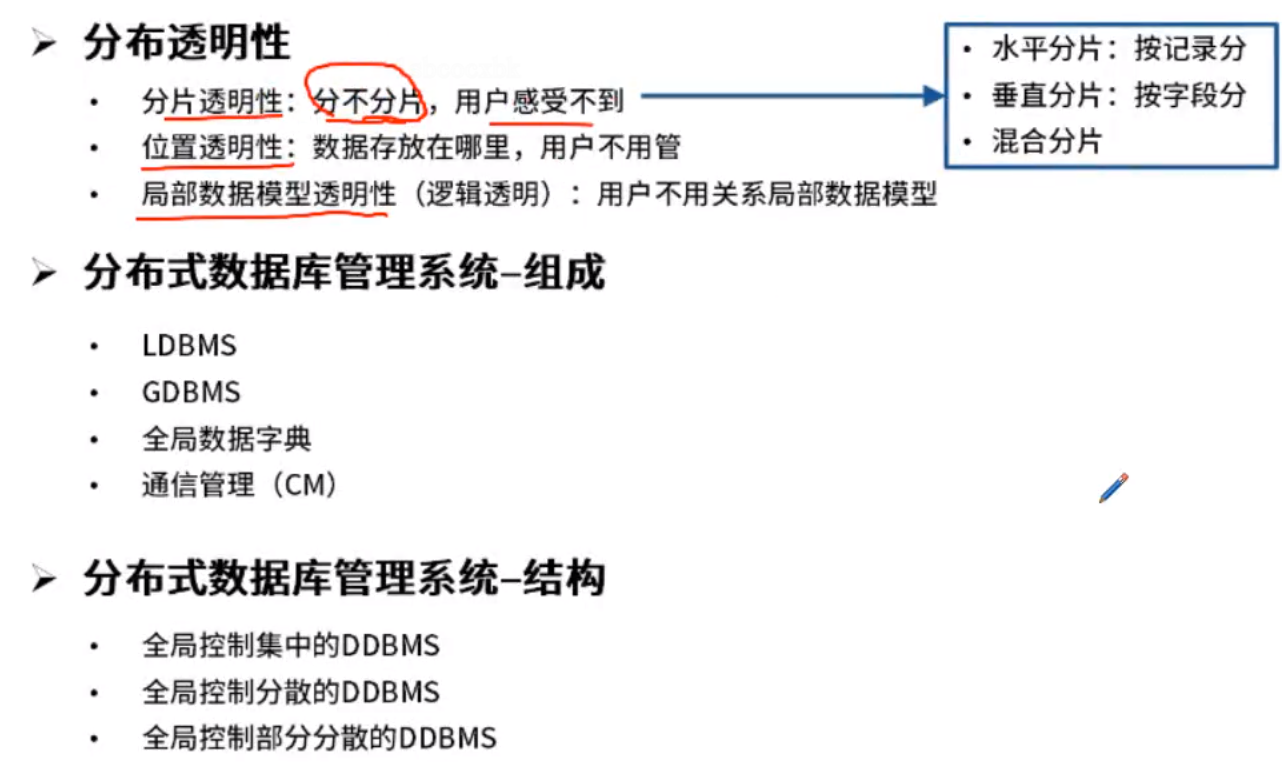 分布透明性
• 分片透明性：分不分片，用户感受不到
• 水平分片：按记录分
• 垂直分片：按字段分
• 混合分片
• 位置透明性：数据存放在哪里，用户不用管
• 局部数据模型透明性（逻辑透明）：用户不用关系局部数据模型
分布式数据库管理系统–组成
• LDBMS
• GDBMS
• 全局数据字典
• 通信管理（CM）
分布式数据库管理系统–结构
• 全局控制集中的DDBMS
• 全局控制分散的DDBMS
• 全局控制部分分散的DDBMS